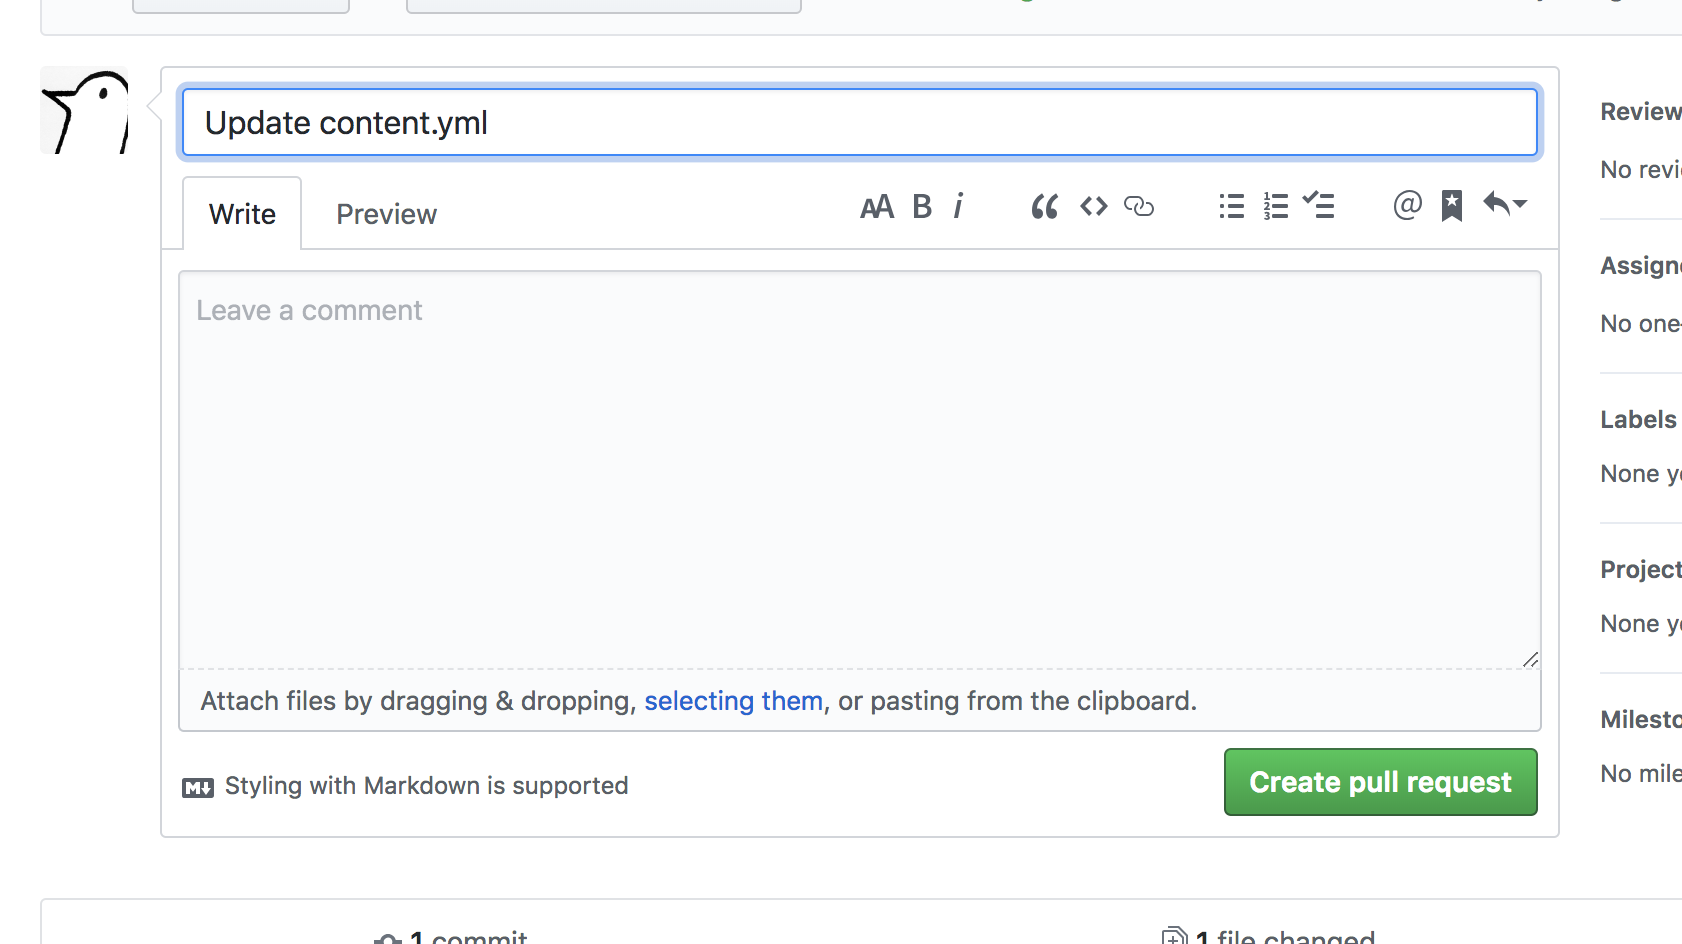 Update content.yml
Write Preview
Leave a comment
Attach files by dragging & dropping, selecting them, or pasting from the clipboard.
Styling with Markdown is supported
Create pull request
Review
No revi
Assign
No one-
Labels
None y
Project
None y
Milesto
No mile
1 commit
1 file changed